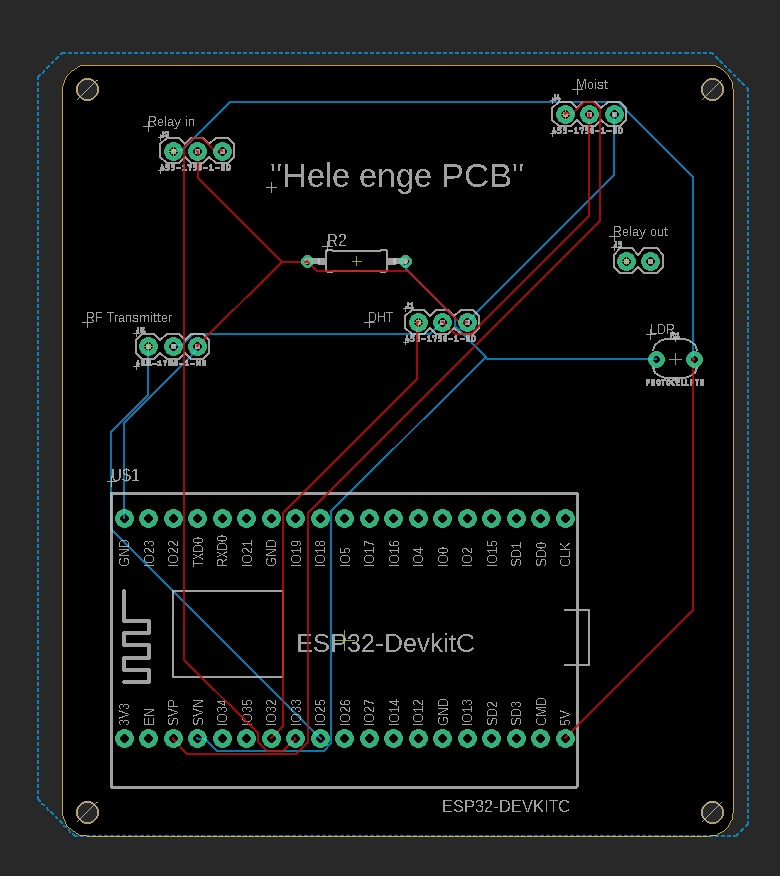 Moist
Relay in
"Hele enge PCB"
Relay out
R2
RF Transmitter
DHT
LDR
PHOTOCELLPTH
U$1
GND IO23 IO22 TXD0 RXD0 IO21 GND IO19 IO18 IO5 IO17 IO16 IO4 IO0 IO2 IO15 SD1 SD0 CLK
ESP32-DevkitC
3V3 EN SVP SVN IO34 IO35 IO32 IO33 IO25 IO26 IO27 IO14 IO12 GND IO13 SD2 SD3 CMD 5V
ESP32-DEVKITC